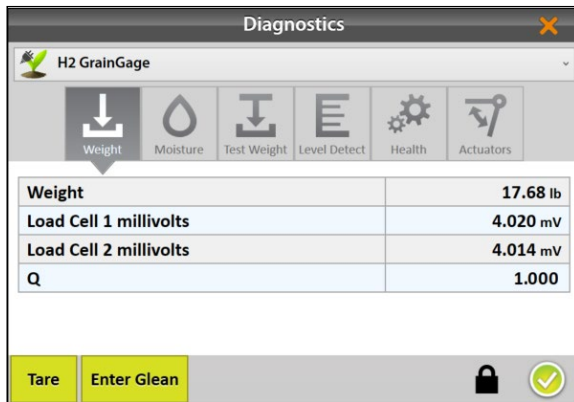 Diagnostics
H2 GrainGage
Weight Moisture Test Weight Level Detect Health Actuators
Weight 17.68 lb
Load Cell 1 millivolts 4.020 mV
Load Cell 2 millivolts 4.014 mV
Q 1.000
Tare Enter Glean